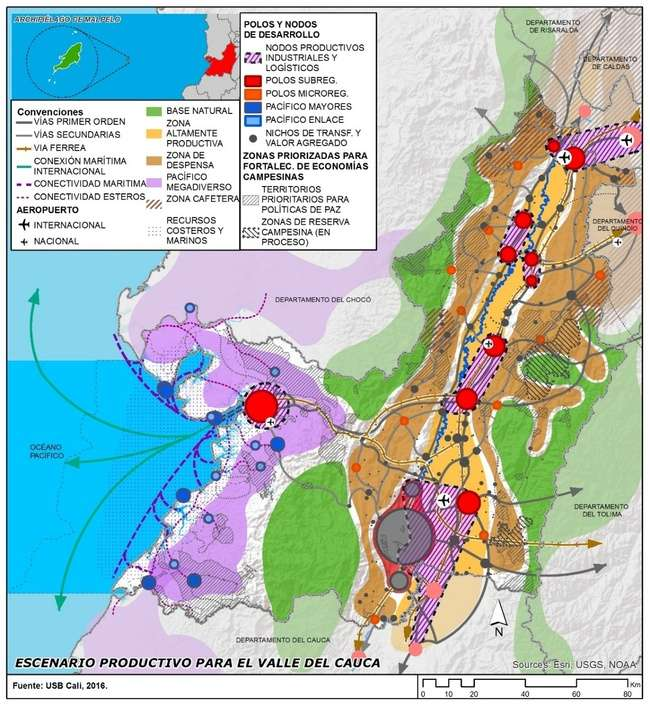 ARCHIPIÉLAGO DE MALPELO
Convenciones
VÍAS PRIMER ORDEN
VÍAS SECUNDARIAS
VIA FERREA
CONEXIÓN MARÍTIMA
INTERNACIONAL
CONECTIVIDAD MARITIMA
CONECTIVIDAD ESTEROS
AEROPUERTO
INTERNACIONAL
NACIONAL
BASE NATURAL
ZONA
ALTAMENTE
PRODUCTIVA
ZONA DE
DESPENSA
PACÍFICO
MEGADIVERSO
ZONA CAFETERA
RECURSOS
COSTEROS Y
MARINOS
POLOS Y NODOS
DE DESARROLLO
NODOS PRODUCTIVOS
INDUSTRIALES Y
LOGÍSTICOS
POLOS SUBREG.
POLOS MICROREG.
PACÍFICO MAYORES
PACÍFICO ENLACE
NICHOS DE TRANSF. Y
VALOR AGREGADO
ZONAS PRIORIZADAS PARA
FORTALEC. DE ECONOMÍAS
CAMPESINAS
TERRITORIOS
PRIORITARIOS PARA
POLÍTICAS DE PAZ
ZONAS DE RESERVA
CAMPESINA (EN
PROCESO)
DEPARTAMENTO
DE RISARALDA
DEPARTAMENTO
DE CALDAS
DEPARTAMENTO
DEL QUINDÍO
DEPARTAMENTO DEL CHOCÓ
OCÉANO
PACÍFICO
DEPARTAMENTO
DEL TOLIMA
DEPARTAMENTO DEL CAUCA
N
ESCENARIO PRODUCTIVO PARA EL VALLE DEL CAUCA
Sources: Esri, USGS, NOAA
Fuente: USB Cali, 2016.
0 20 40 60 80
Km